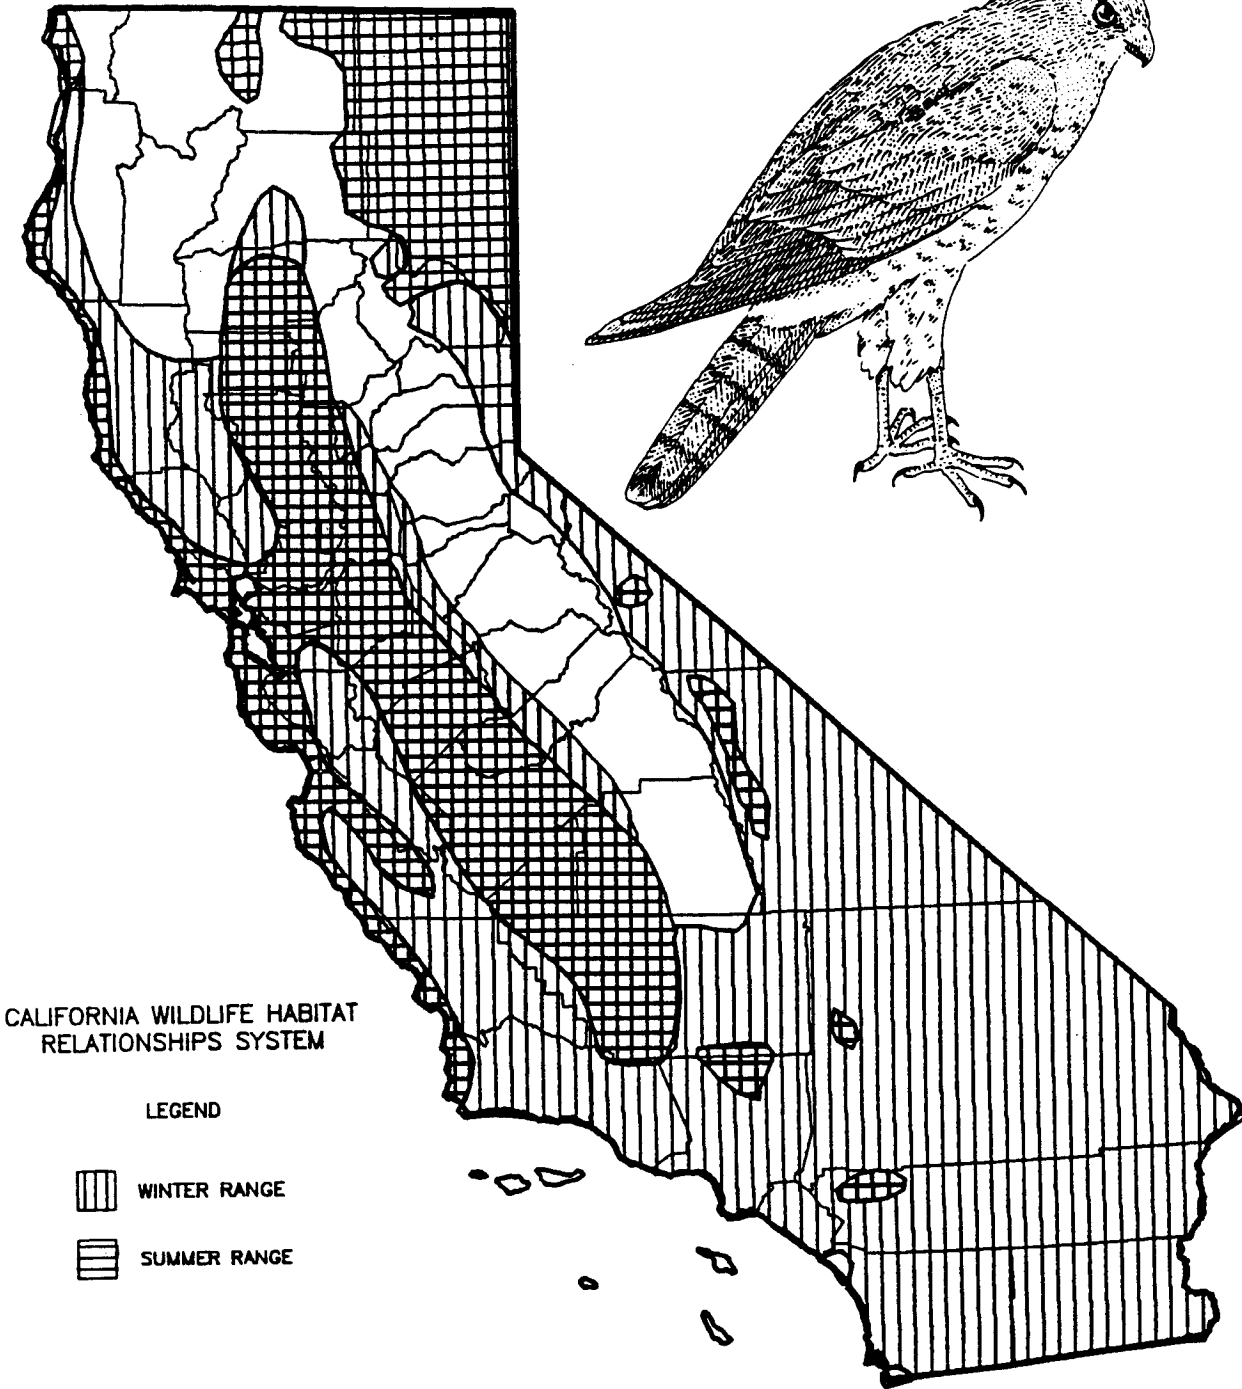 CALIFORNIA WILDLIFE HABITAT
RELATIONSHIPS SYSTEM
LEGEND
WINTER RANGE
SUMMER RANGE